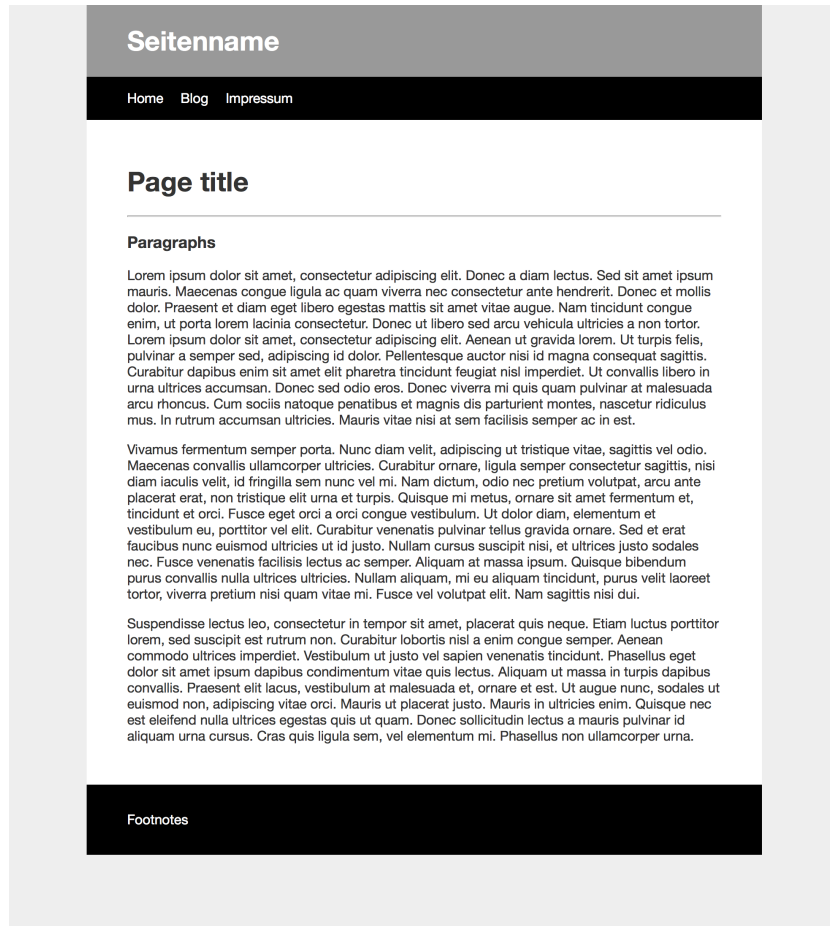 Seitenname
Home Blog Impressum
Page title
Paragraphs
Lorem ipsum dolor sit amet, consectetur adipiscing elit. Donec a diam lectus. Sed sit amet ipsum
mauris. Maecenas congue ligula ac quam viverra nec consectetur ante hendrerit. Donec et mollis
dolor. Praesent et diam eget libero egestas mattis sit amet vitae augue. Nam tincidunt congue
enim, ut porta lorem lacinia consectetur. Donec ut libero sed arcu vehicula ultricies a non tortor.
Lorem ipsum dolor sit amet, consectetur adipiscing elit. Aenean ut gravida lorem. Ut turpis felis,
pulvinar a semper sed, adipiscing id dolor. Pellentesque auctor nisi id magna consequat sagittis.
Curabitur dapibus enim sit amet elit pharetra tincidunt feugiat nisl imperdiet. Ut convallis libero in
urna ultrices accumsan. Donec sed odio eros. Donec viverra mi quis quam pulvinar at malesuada
arcu rhoncus. Cum sociis natoque penatibus et magnis dis parturient montes, nascetur ridiculus
mus. In rutrum accumsan ultricies. Mauris vitae nisi at sem facilisis semper ac in est.
Vivamus fermentum semper porta. Nunc diam velit, adipiscing ut tristique vitae, sagittis vel odio.
Maecenas convallis ullamcorper ultricies. Curabitur ornare, ligula semper consectetur sagittis, nisi
diam iaculis velit, id fringilla sem nunc vel mi. Nam dictum, odio nec pretium volutpat, arcu ante
placerat erat, non tristique elit urna et turpis. Quisque mi metus, ornare sit amet fermentum et,
tincidunt et orci. Fusce eget orci a orci congue vestibulum. Ut dolor diam, elementum et
vestibulum eu, porttitor vel elit. Curabitur venenatis pulvinar tellus gravida ornare. Sed et erat
faucibus nunc euismod ultricies ut id justo. Nullam cursus suscipit nisi, et ultrices justo sodales
nec. Fusce venenatis facilisis lectus ac semper. Aliquam at massa ipsum. Quisque bibendum
purus convallis nulla ultrices ultricies. Nullam aliquam, mi eu aliquam tincidunt, purus velit laoreet
tortor, viverra pretium nisi quam vitae mi. Fusce vel volutpat elit. Nam sagittis nisi dui.
Suspendisse lectus leo, consectetur in tempor sit amet, placerat quis neque. Etiam luctus porttitor
lorem, sed suscipit est rutrum non. Curabitur lobortis nisl a enim congue semper. Aenean
commodo ultrices imperdiet. Vestibulum ut justo vel sapien venenatis tincidunt. Phasellus eget
dolor sit amet ipsum dapibus condimentum vitae quis lectus. Aliquam ut massa in turpis dapibus
convallis. Praesent elit lacus, vestibulum at malesuada et, ornare et est. Ut augue nunc, sodales ut
euismod non, adipiscing vitae orci. Mauris ut placerat justo. Mauris in ultricies enim. Quisque nec
est eleifend nulla ultrices egestas quis ut quam. Donec sollicitudin lectus a mauris pulvinar id
aliquam urna cursus. Cras quis ligula sem, vel elementum mi. Phasellus non ullamcorper urna.
Footnotes